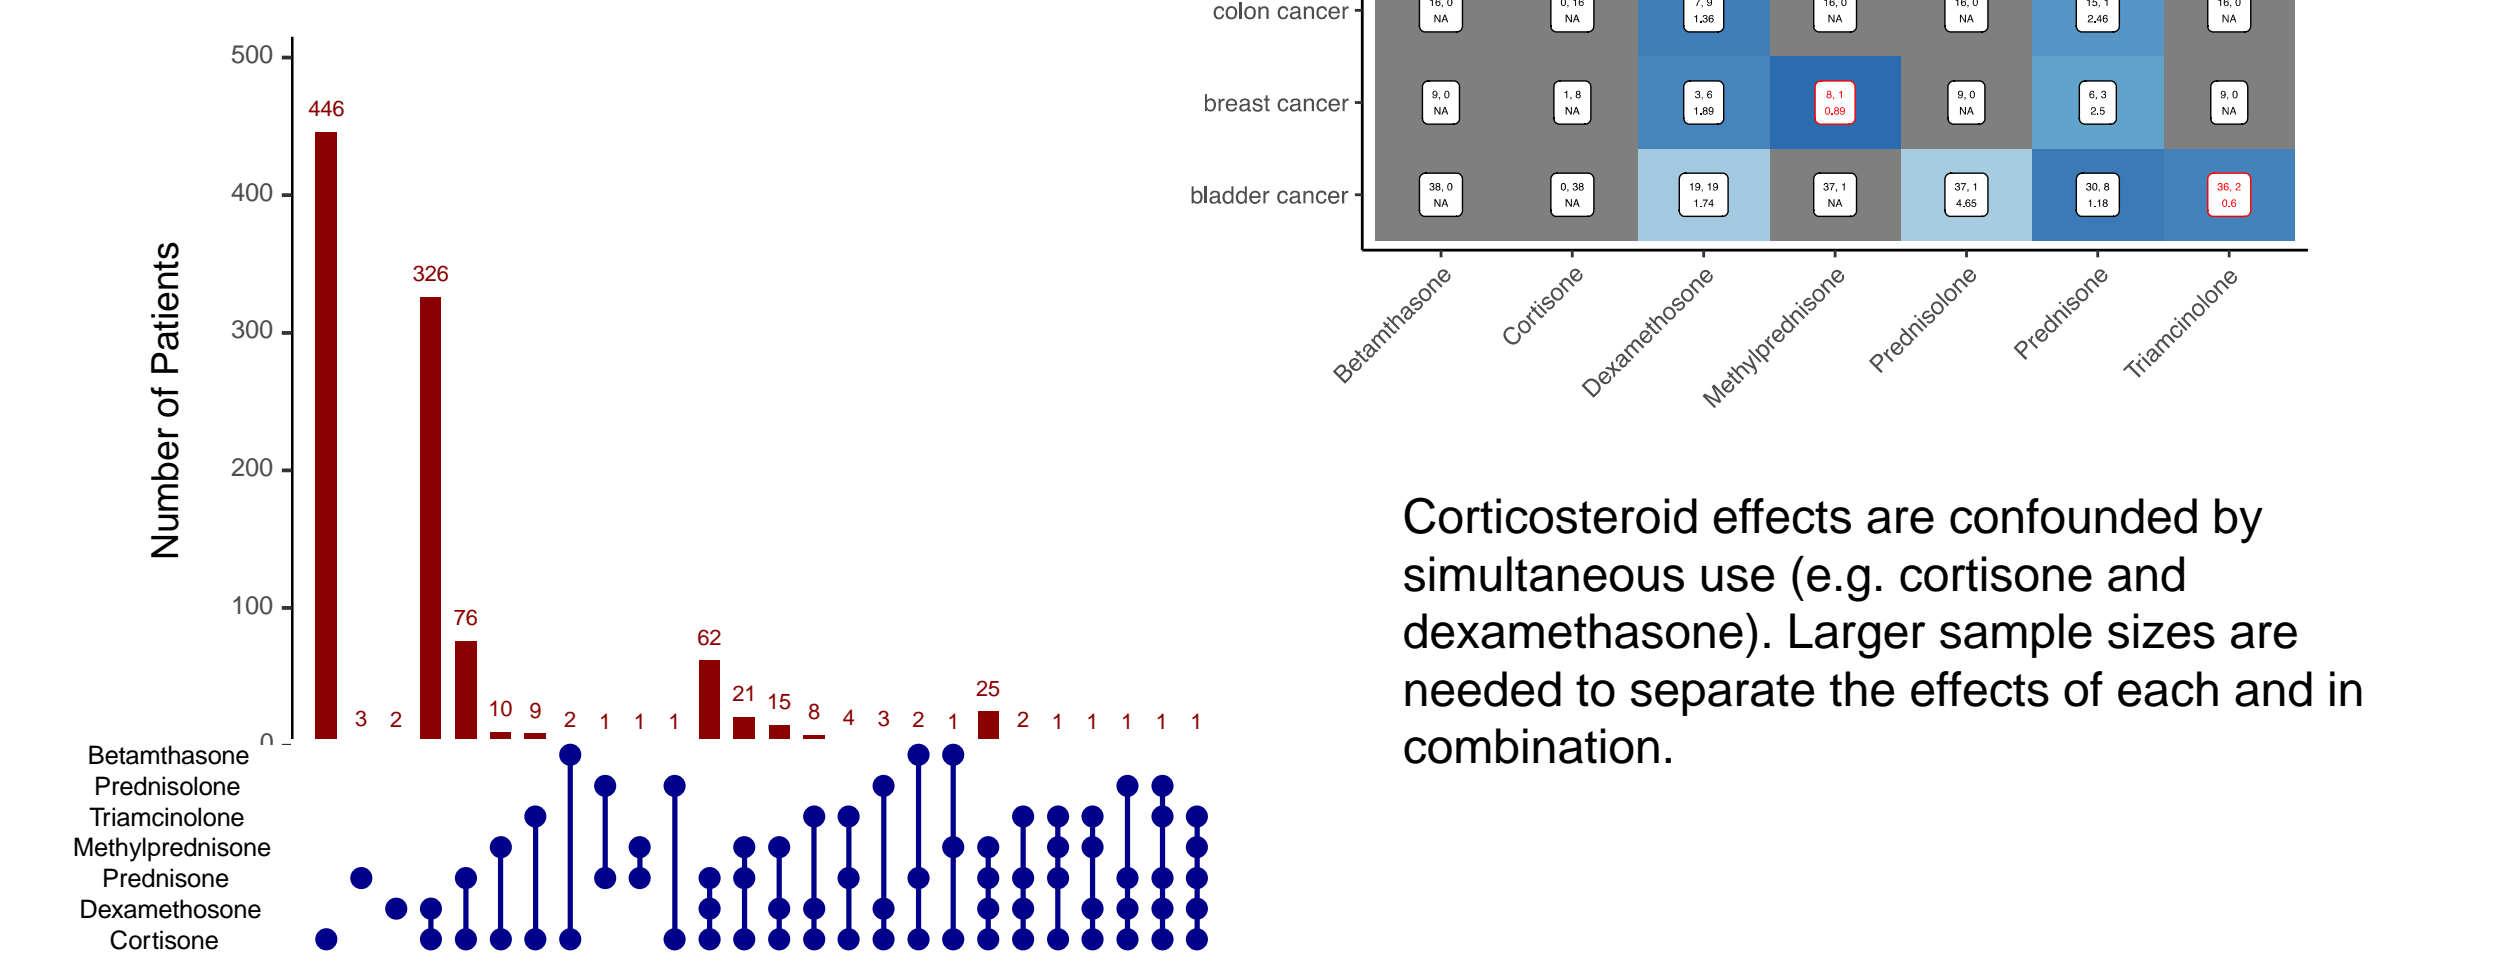 500
400
300
200
100
0
Number of Patients
446
3
2
326
76
10
9
2
1
1
1
62
21
15
8
4
3
2
1
25
2
1
1
1
1
1
Betamthasone
Prednisolone
Triamcinolone
Methylprednisone
Prednisone
Dexamethosone
Cortisone
colon cancer
16, 0
NA
0, 16
NA
7, 9
1.36
16, 0
NA
16, 0
NA
15, 1
2.46
16, 0
NA
breast cancer
9, 0
NA
1, 8
NA
3, 6
1.89
8, 1
0.89
9, 0
NA
6, 3
2.5
9, 0
NA
bladder cancer
38, 0
NA
0, 38
NA
19, 19
1.74
37, 1
NA
37, 1
4.65
30, 8
1.18
36, 2
0.6
Betamthasone
Cortisone
Dexamethosone
Methylprednisone
Prednisolone
Prednisone
Triamcinolone
Corticosteroid effects are confounded by
simultaneous use (e.g. cortisone and
dexamethasone). Larger sample sizes are
needed to separate the effects of each and in
combination.